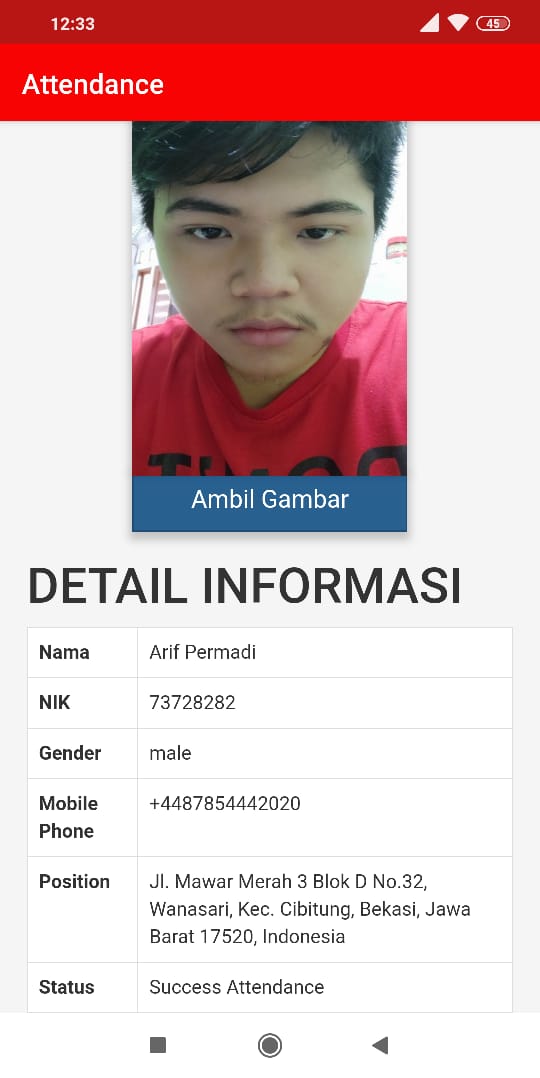 12:33
45
Attendance
Ambil Gambar
DETAIL INFORMASI
Nama Arif Permadi
NIK 73728282
Gender male
Mobile Phone +4487854442020
Position Jl. Mawar Merah 3 Blok D No.32,
Wanasari, Kec. Cibitung, Bekasi, Jawa
Barat 17520, Indonesia
Status Success Attendance